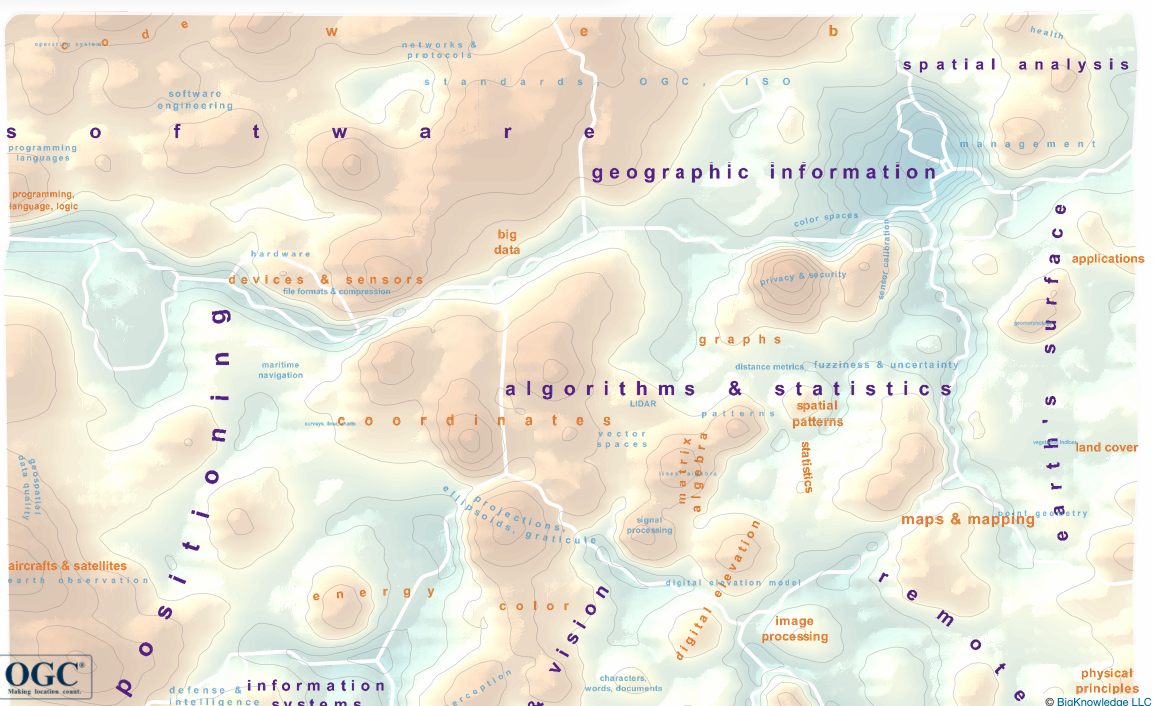 code
web
operating systems
networks &
protocols
health
spatial analysis
standards, OGC, ISO
software
engineering
software
programming
languages
management
geographic information
programming,
language, logic
color spaces
big
data
hardware
devices & sensors
file formats & compression
privacy & security
sensor calibration
earth's surface
applications
positioning
graphs
maritime
navigation
distance metrics
fuzziness & uncertainty
algorithms & statistics
LIDAR
coordinates
patterns
spatial
patterns
vector
spaces
matrix
algebra
statistics
land cover
geospatial
data quality
projections,
ellipsoids, graticule
signal
processing
maps & mapping
point geometry
aircrafts & satellites
earth observation
energy
color
vision
digital elevation
digital elevation model
remote
image
processing
OGC®
Making location count.
defense &
intelligence
information
systems
characters,
words, documents
physical
principles
© BigKnowledge LLC